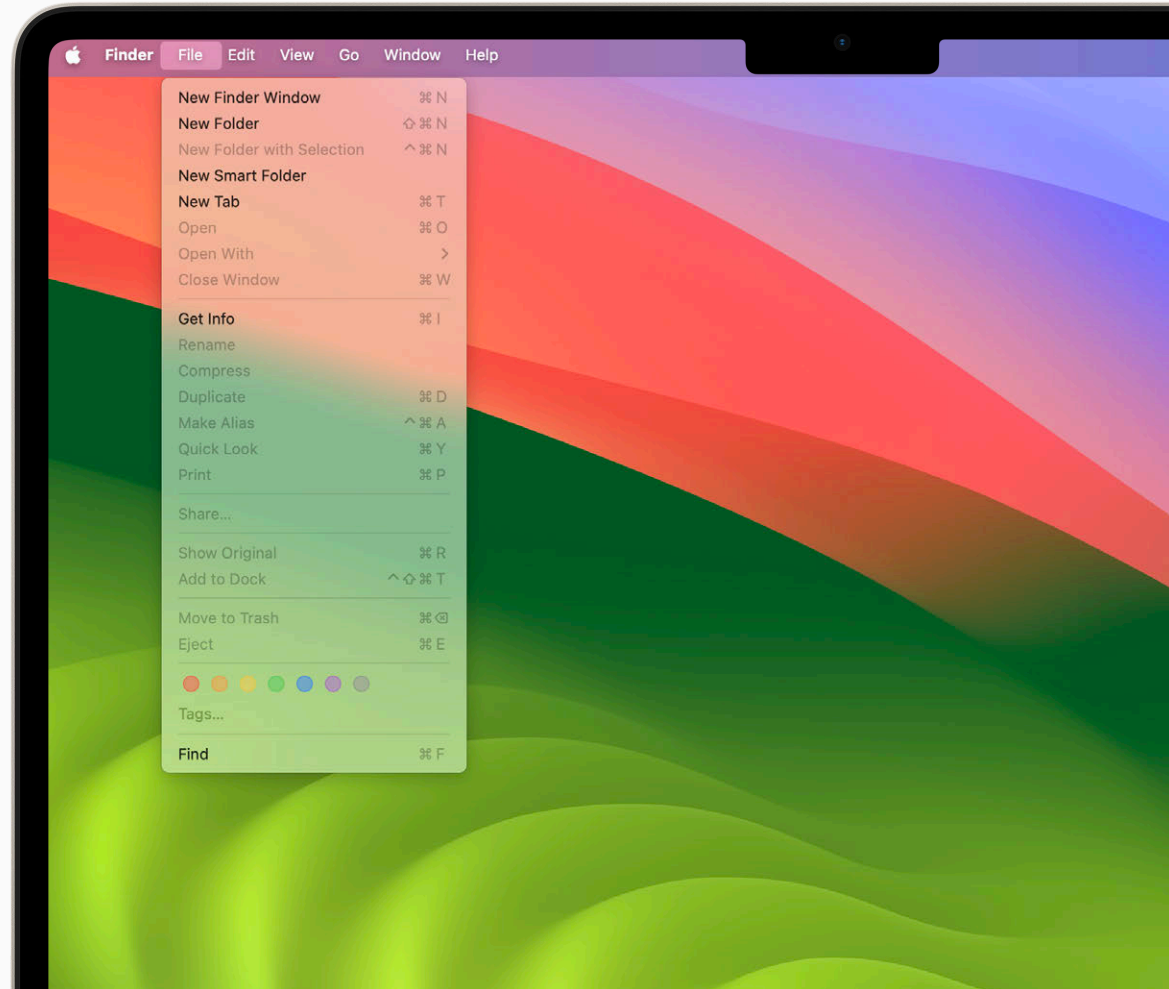 Finder File Edit View Go Window Help
New Finder Window ⌘ N
New Folder ⇧ ⌘ N
New Folder with Selection ^ ⌘ N
New Smart Folder
New Tab ⌘ T
Open ⌘ O
Open With >
Close Window ⌘ W
Get Info ⌘ I
Rename
Compress
Duplicate ⌘ D
Make Alias ^ ⌘ A
Quick Look ⌘ Y
Print ⌘ P
Share...
Show Original ⌘ R
Add to Dock ^ ⇧ ⌘ T
Move to Trash ⌘ ⌫
Eject ⌘ E
Tags...
Find ⌘ F